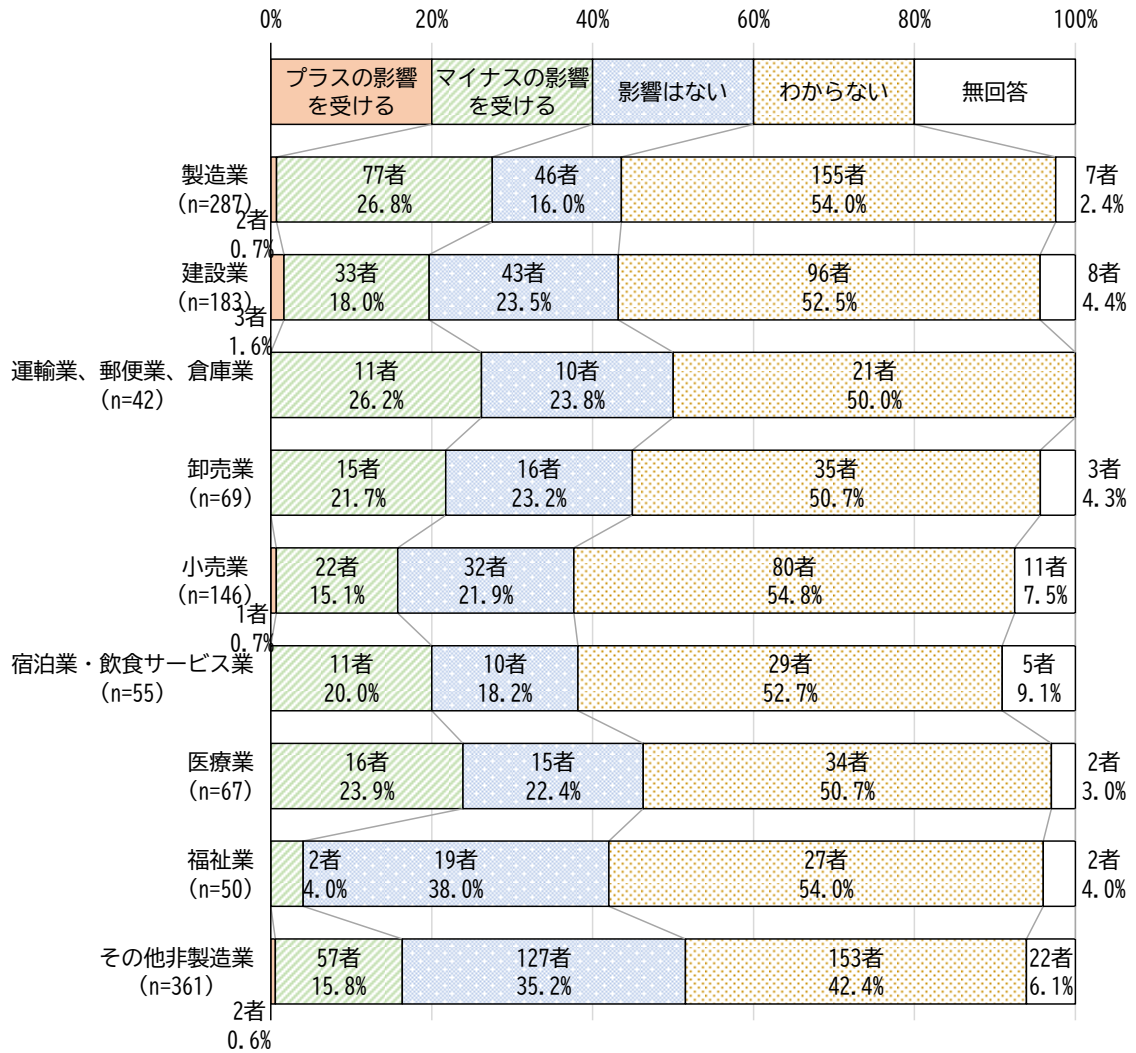 0%
20%
40%
60%
80%
100%
プラスの影響
を受ける
マイナスの影響
を受ける
影響はない
わからない
無回答
製造業
(n=287)
2者
0.7%
77者
26.8%
46者
16.0%
155者
54.0%
7者
2.4%
建設業
(n=183)
3者
1.6%
33者
18.0%
43者
23.5%
96者
52.5%
8者
4.4%
運輸業、郵便業、倉庫業
(n=42)
11者
26.2%
10者
23.8%
21者
50.0%
卸売業
(n=69)
15者
21.7%
16者
23.2%
35者
50.7%
3者
4.3%
小売業
(n=146)
1者
0.7%
22者
15.1%
32者
21.9%
80者
54.8%
11者
7.5%
宿泊業・飲食サービス業
(n=55)
11者
20.0%
10者
18.2%
29者
52.7%
5者
9.1%
医療業
(n=67)
16者
23.9%
15者
22.4%
34者
50.7%
2者
3.0%
福祉業
(n=50)
2者
4.0%
19者
38.0%
27者
54.0%
2者
4.0%
その他非製造業
(n=361)
2者
0.6%
57者
15.8%
127者
35.2%
153者
42.4%
22者
6.1%